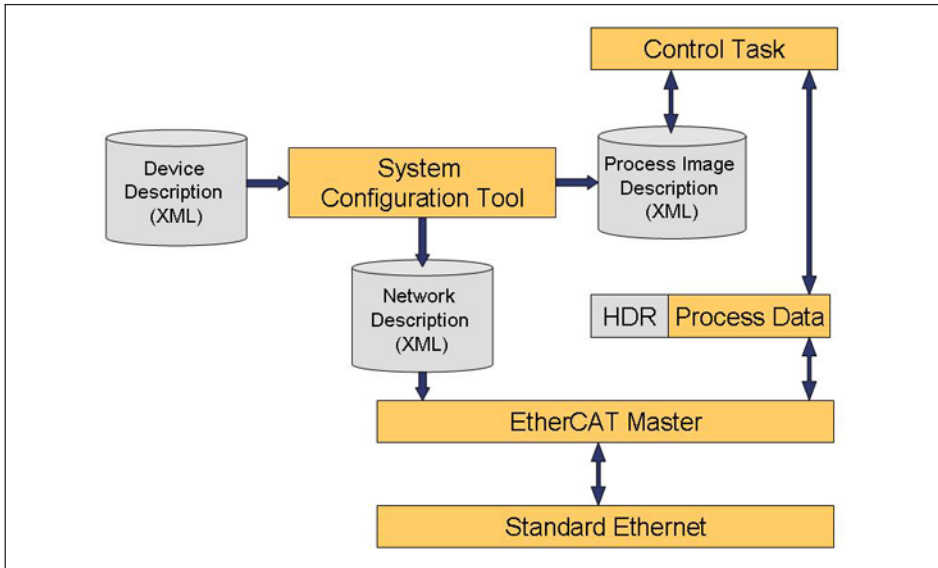 Control Task
Device
Description
(XML)
System
Configuration Tool
Process Image
Description
(XML)
Network
Description
(XML)
HDR
Process Data
EtherCAT Master
Standard Ethernet